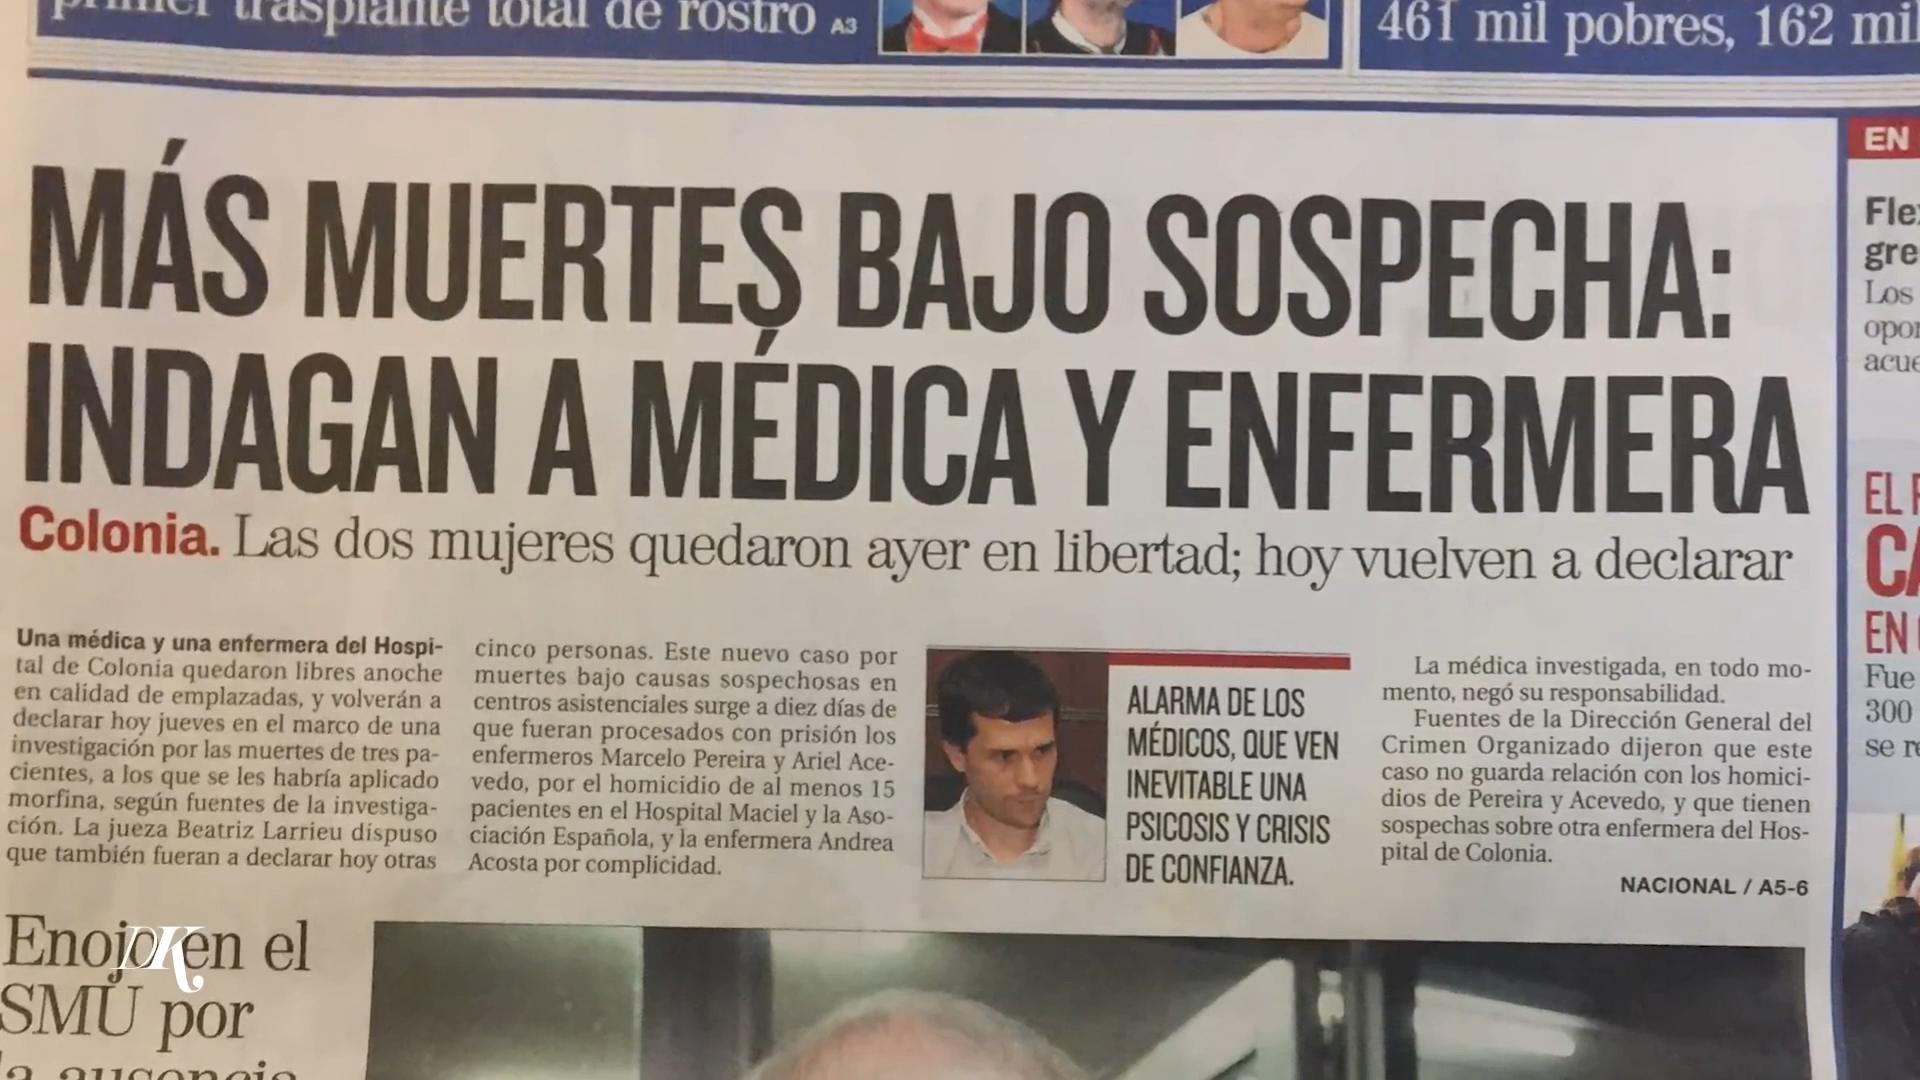 trasplante total de rostro A3
461 mil pobres, 162 mil
MÁS MUERTES BAJO SOSPECHA:
INDAGAN A MÉDICA Y ENFERMERA
Colonia. Las dos mujeres quedaron ayer en libertad; hoy vuelven a declarar
Una médica y una enfermera del Hospi-
tal de Colonia quedaron libres anoche
en calidad de emplazadas, y volverán a
declarar hoy jueves en el marco de una
investigación por las muertes de tres pa-
cientes, a los que se les habría aplicado
morfina, según fuentes de la investiga-
ción. La jueza Beatriz Larrieu dispuso
que también fueran a declarar hoy otras
cinco personas. Este nuevo caso por
muertes bajo causas sospechosas en
centros asistenciales surge a diez días de
que fueran procesados con prisión los
enfermeros Marcelo Pereira y Ariel Ace-
vedo, por el homicidio de al menos 15
pacientes en el Hospital Maciel y la Aso-
ciación Española, y la enfermera Andrea
Acosta por complicidad.
ALARMA DE LOS
MÉDICOS, QUE VEN
INEVITABLE UNA
PSICOSIS Y CRISIS
DE CONFIANZA.
La médica investigada, en todo mo-
mento, negó su responsabilidad.
Fuentes de la Dirección General del
Crimen Organizado dijeron que este
caso no guarda relación con los homici-
dios de Pereira y Acevedo, y que tienen
sospechas sobre otra enfermera del Hos-
pital de Colonia.
NACIONAL / A5-6
Enojo en el
SMU por
la ausencia
DK
EN
gre
Los
EL
EN
Fue
300